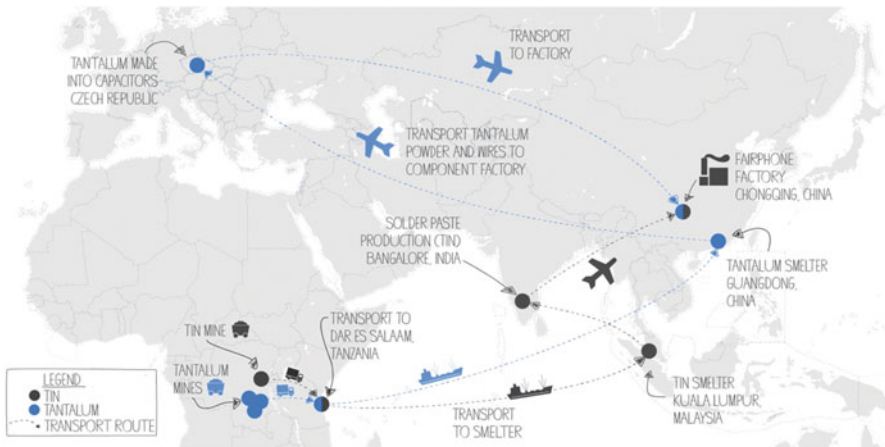 TRANSPORT
TO FACTORY
TANTALUM MADE
INTO CAPACITORS
CZECH REPUBLIC
TRANSPORT TANTALUM
POWDER AND WIRES TO
COMPONENT FACTORY
FAIRPHONE
FACTORY
CHONGQING, CHINA
SOLDER PASTE
PRODUCTION (TIN)
BANGALORE, INDIA
TANTALUM SMELTER
GUANGDONG,
CHINA
TIN MINE
TRANSPORT TO
DAR ES SALAAM,
TANZANIA
TANTALUM
MINES
TIN SMELTER
KUALA LUMPUR,
MALAYSIA
TRANSPORT
TO SMELTER
LEGEND
TIN
TANTALUM
TRANSPORT ROUTE